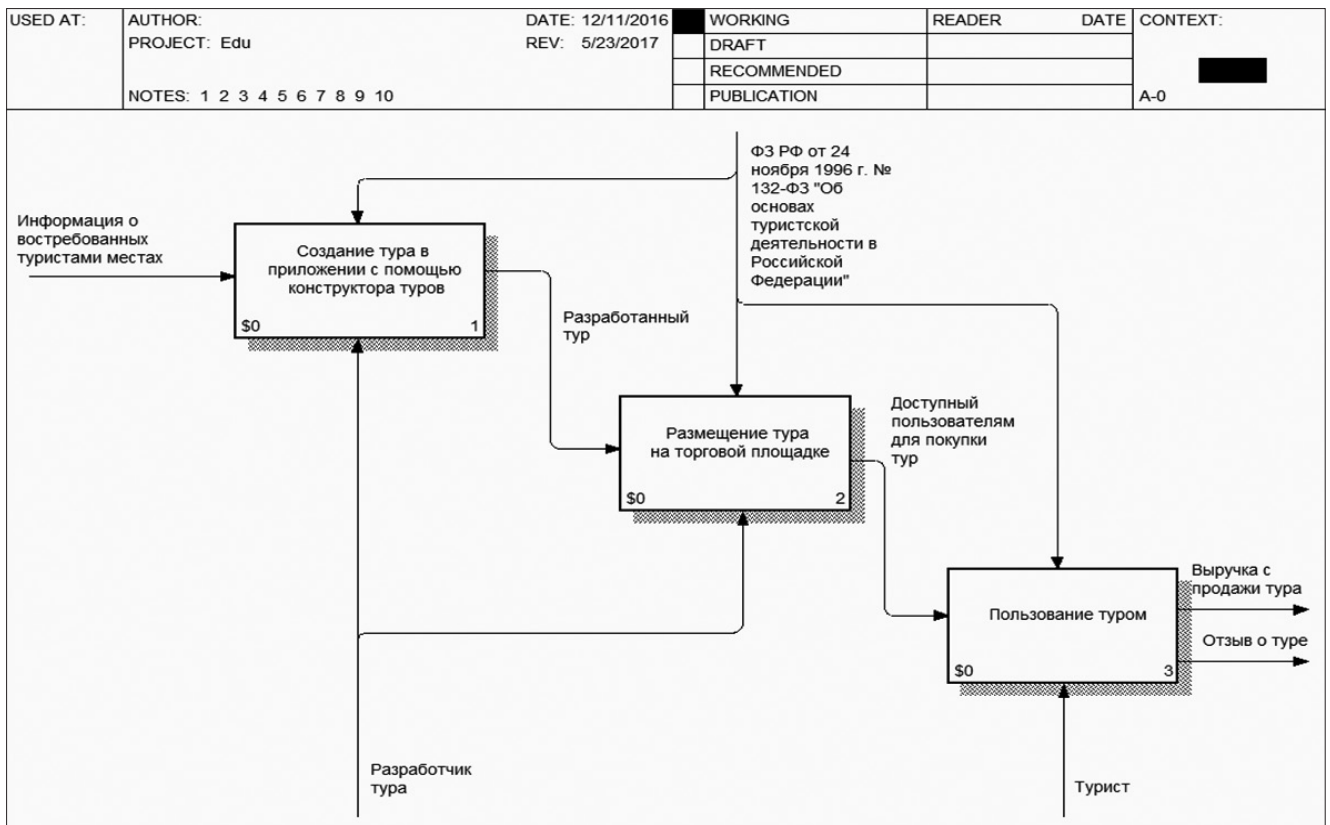 USED AT:
AUTHOR:
DATE: 12/11/2016
WORKING
READER
DATE
CONTEXT:
PROJECT: Edu
REV: 5/23/2017
DRAFT
RECOMMENDED
NOTES: 1 2 3 4 5 6 7 8 9 10
PUBLICATION
A-0
ФЗ РФ от 24
ноября 1996 г. №
132-ФЗ "Об
основах
туристской
деятельности в
Российской
Федерации"
Информация о
востребованных
туристами местах
Создание тура в
приложении с помощью
конструктора туров
$0
1
Разработанный
тур
Размещение тура
на торговой площадке
$0
2
Доступный
пользователям
для покупки
тур
Пользование туром
$0
3
Выручка с
продажи тура
Отзыв о туре
Разработчик
тура
Турист